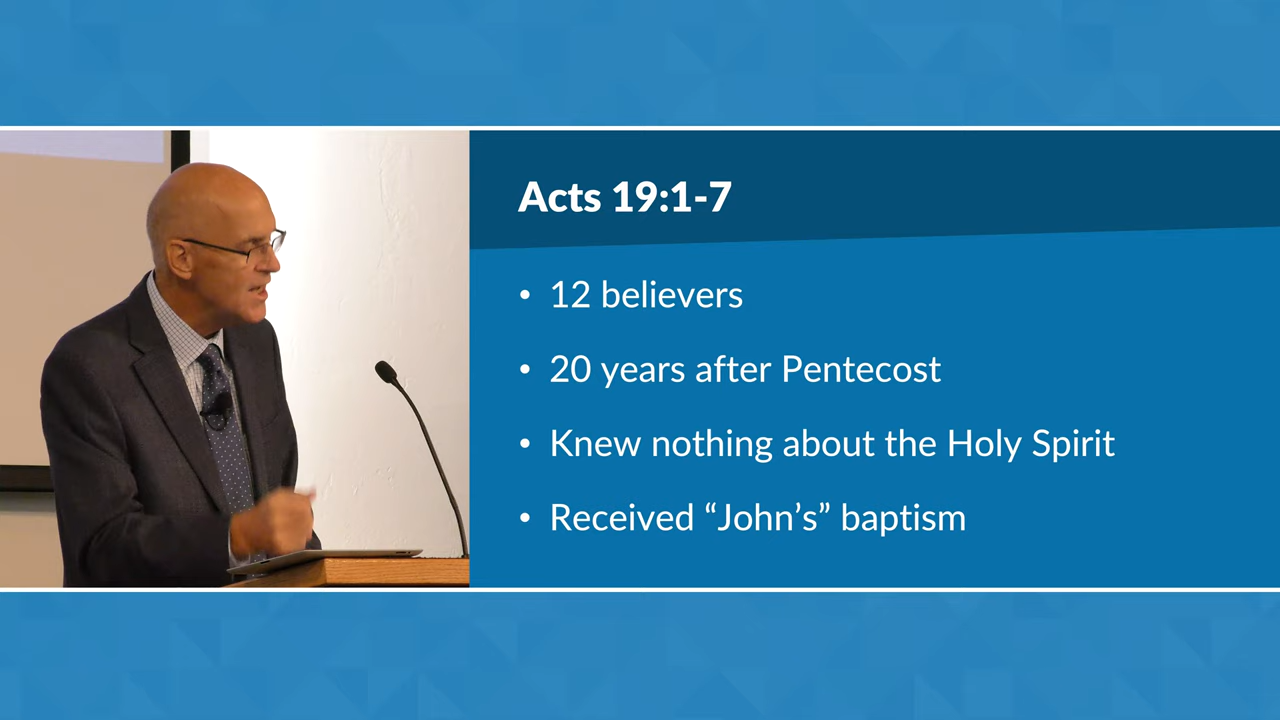 Acts 19:1-7
• 12 believers
• 20 years after Pentecost
• Knew nothing about the Holy Spirit
• Received “John’s” baptism